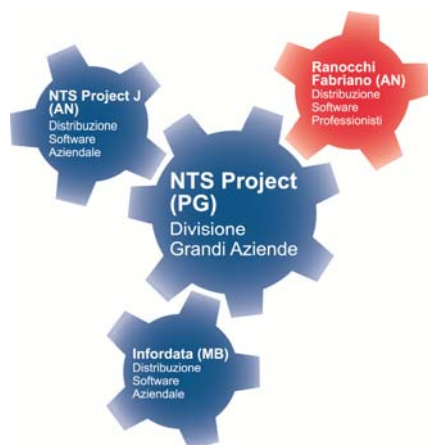 NTS Project J
(AN)
Distribuzione
Software
Aziendale
Ranocchi
Fabriano (AN)
Distribuzione
Software
Professionisti
NTS Project
(PG)
Divisione
Grandi Aziende
Infordata (MB)
Distribuzione
Software
Aziendale